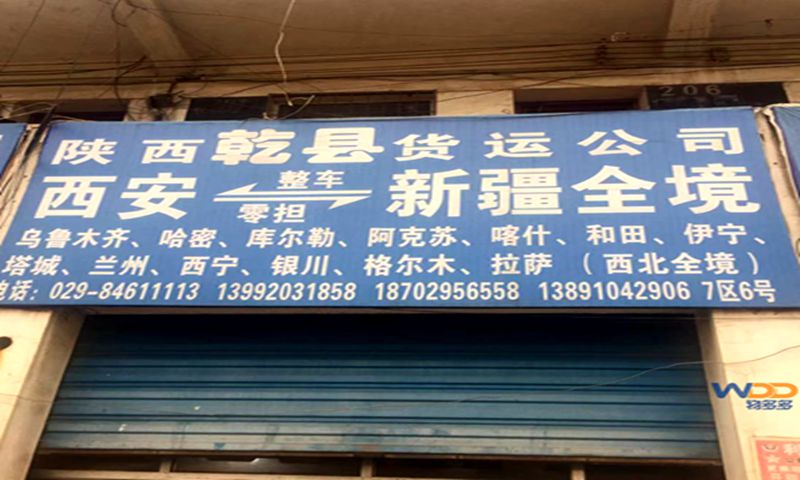 206
陕西乾县货运公司
西安 整车 零担 新疆全境
乌鲁木齐、哈密、库尔勒、阿克苏、喀什、和田、伊宁、
塔城、兰州、西宁、银川、格尔木、拉萨（西北全境）
电话：029-84611113 13992031858 18702956558 13891042906 7区6号
WDD
物多多